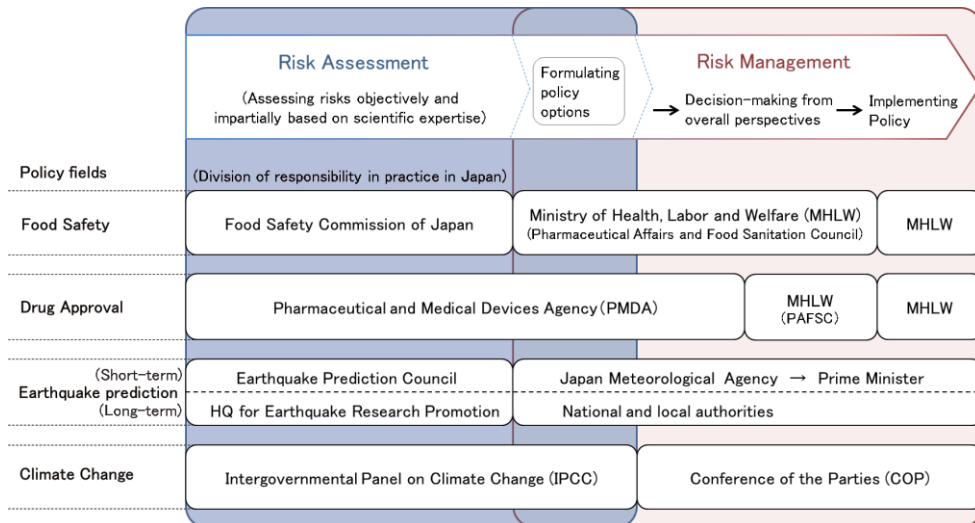 Risk Assessment
(Assessing risks objectively and
impartially based on scientific expertise)
Formulating
policy
options
Risk Management
Decision-making from
overall perspectives
Implementing
Policy
Policy fields
(Division of responsibility in practice in Japan)
Food Safety
Food Safety Commission of Japan
Ministry of Health, Labor and Welfare (MHLW)
(Pharmaceutical Affairs and Food Sanitation Council)
MHLW
Drug Approval
Pharmaceutical and Medical Devices Agency (PMDA)
MHLW
(PAFSC)
MHLW
(Short-term)
Earthquake prediction
(Long-term)
Earthquake Prediction Council
Japan Meteorological Agency → Prime Minister
HQ for Earthquake Research Promotion
National and local authorities
Climate Change
Intergovernmental Panel on Climate Change (IPCC)
Conference of the Parties (COP)